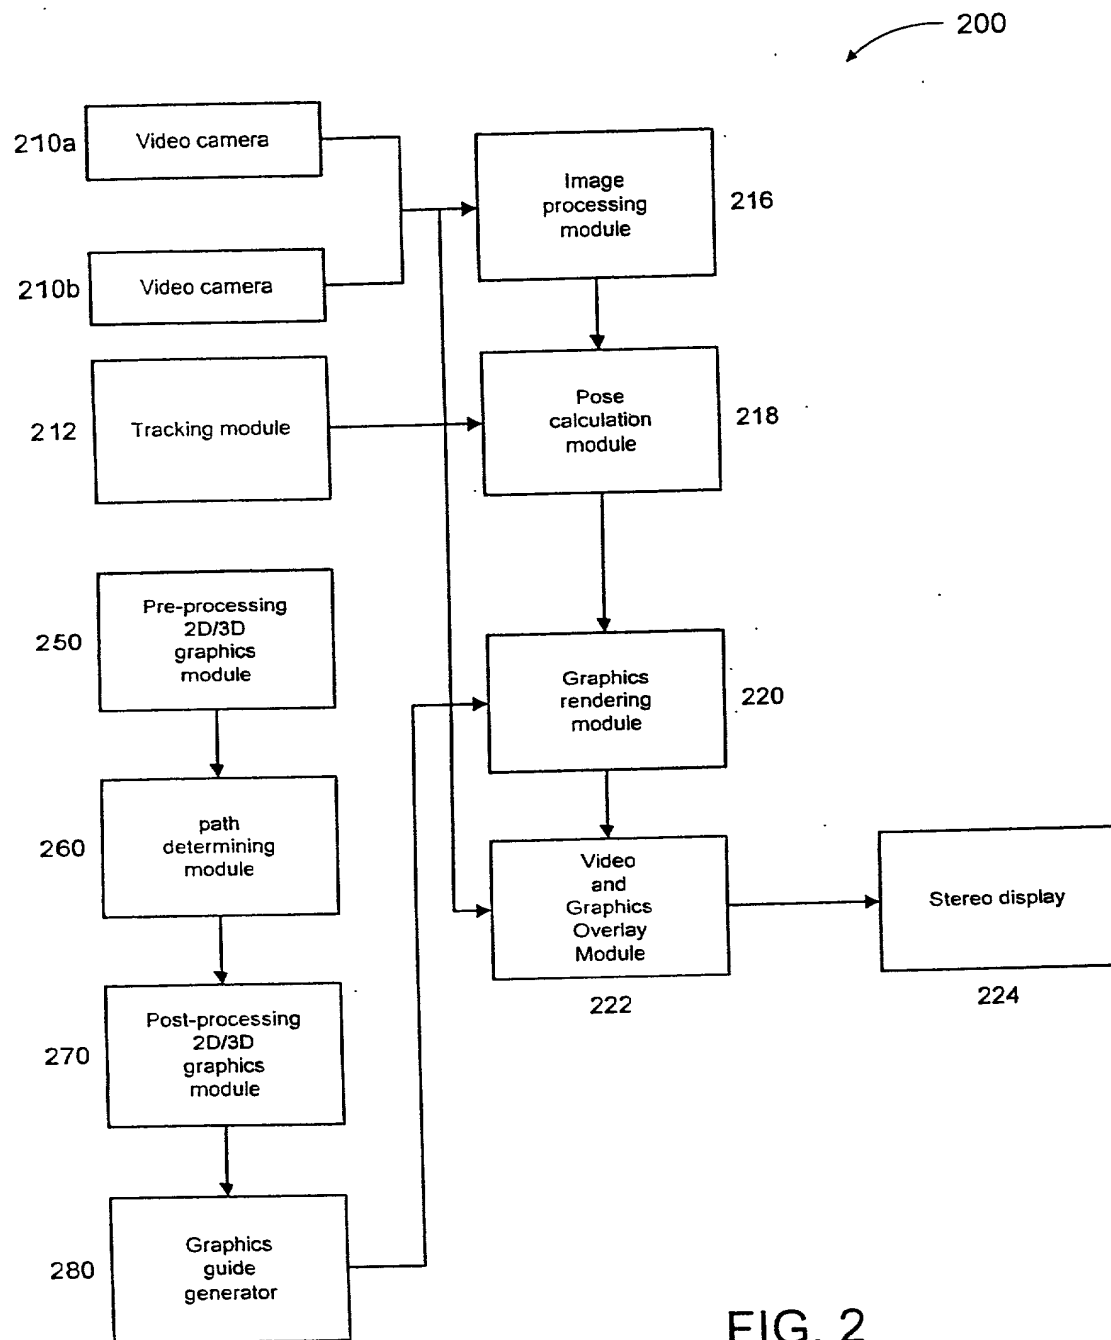 200
210a
Video camera
210b
Video camera
Image
processing
module
216
212
Tracking module
Pose
calculation
module
218
250
Pre-processing
2D/3D
graphics
module
Graphics
rendering
module
220
260
path
determining
module
Video
and
Graphics
Overlay
Module
222
Stereo display
224
270
Post-processing
2D/3D
graphics
module
280
Graphics
guide
generator
FIG. 2